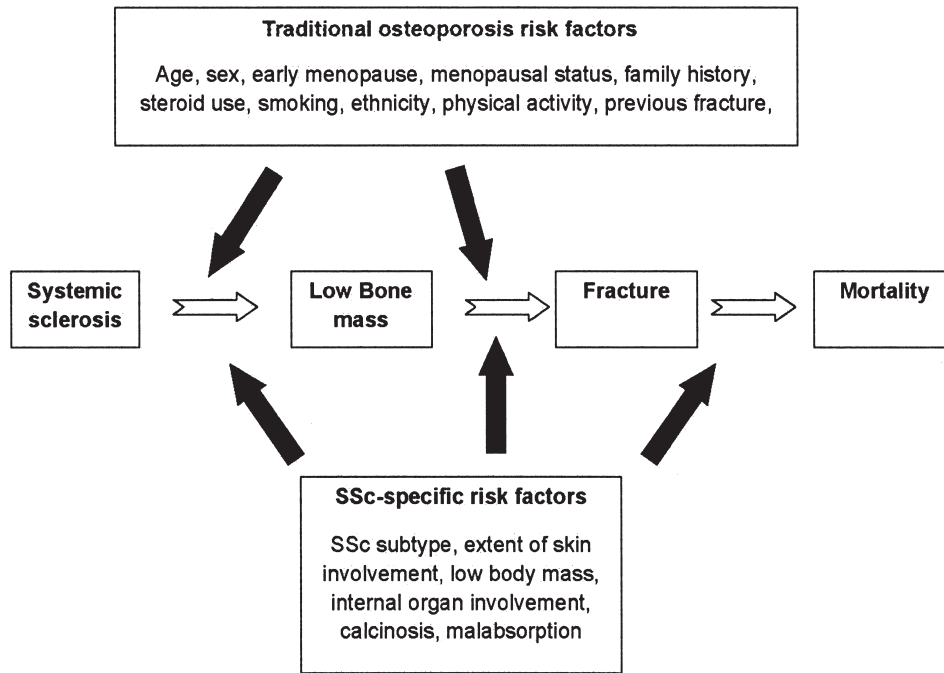 Traditional osteoporosis risk factors
Age, sex, early menopause, menopausal status, family history,
steroid use, smoking, ethnicity, physical activity, previous fracture,
Systemic
sclerosis
Low Bone
mass
Fracture
Mortality
SSc-specific risk factors
SSc subtype, extent of skin
involvement, low body mass,
internal organ involvement,
calcinosis, malabsorption